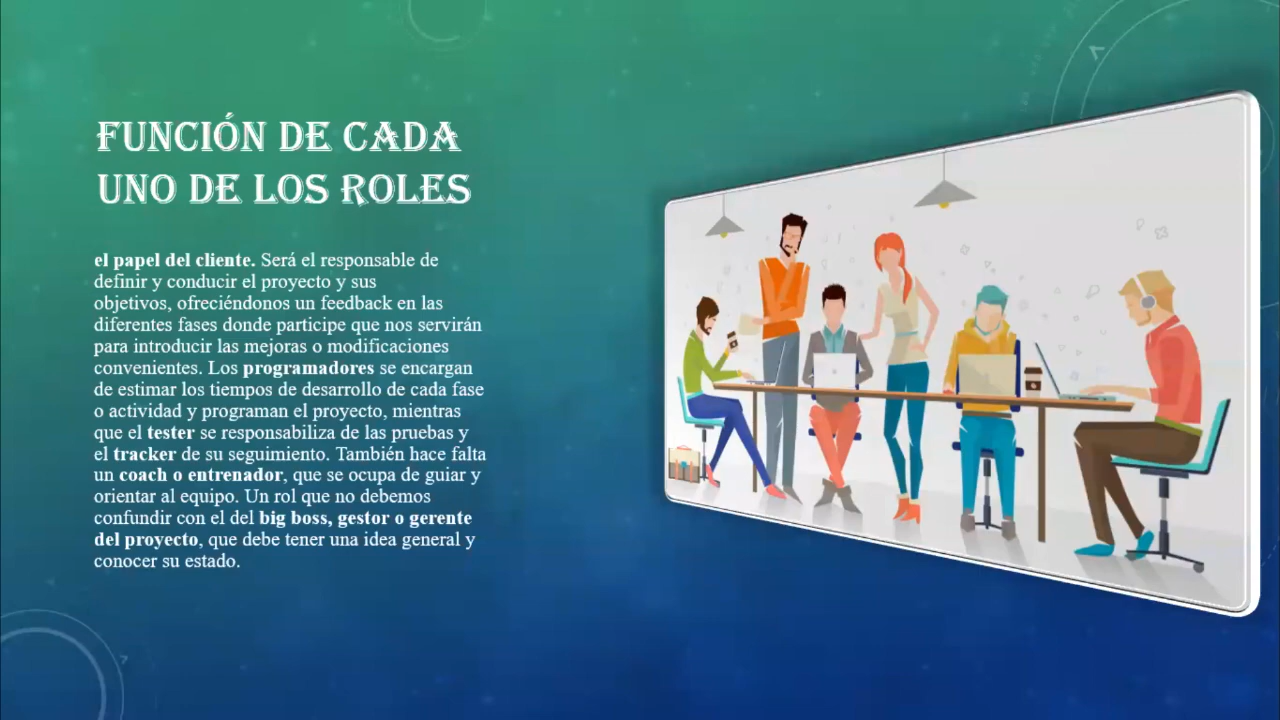 FUNCIÓN DE CADA
UNO DE LOS ROLES
el papel del cliente. Será el responsable de
definir y conducir el proyecto y sus
objetivos, ofreciéndonos un feedback en las
diferentes fases donde participe que nos servirán
para introducir las mejoras o modificaciones
convenientes. Los programadores se encargan
de estimar los tiempos de desarrollo de cada fase
o actividad y programan el proyecto, mientras
que el tester se responsabiliza de las pruebas y
el tracker de su seguimiento. También hace falta
un coach o entrenador, que se ocupa de guiar y
orientar al equipo. Un rol que no debemos
confundir con el del big boss, gestor o gerente
del proyecto, que debe tener una idea general y
conocer su estado.